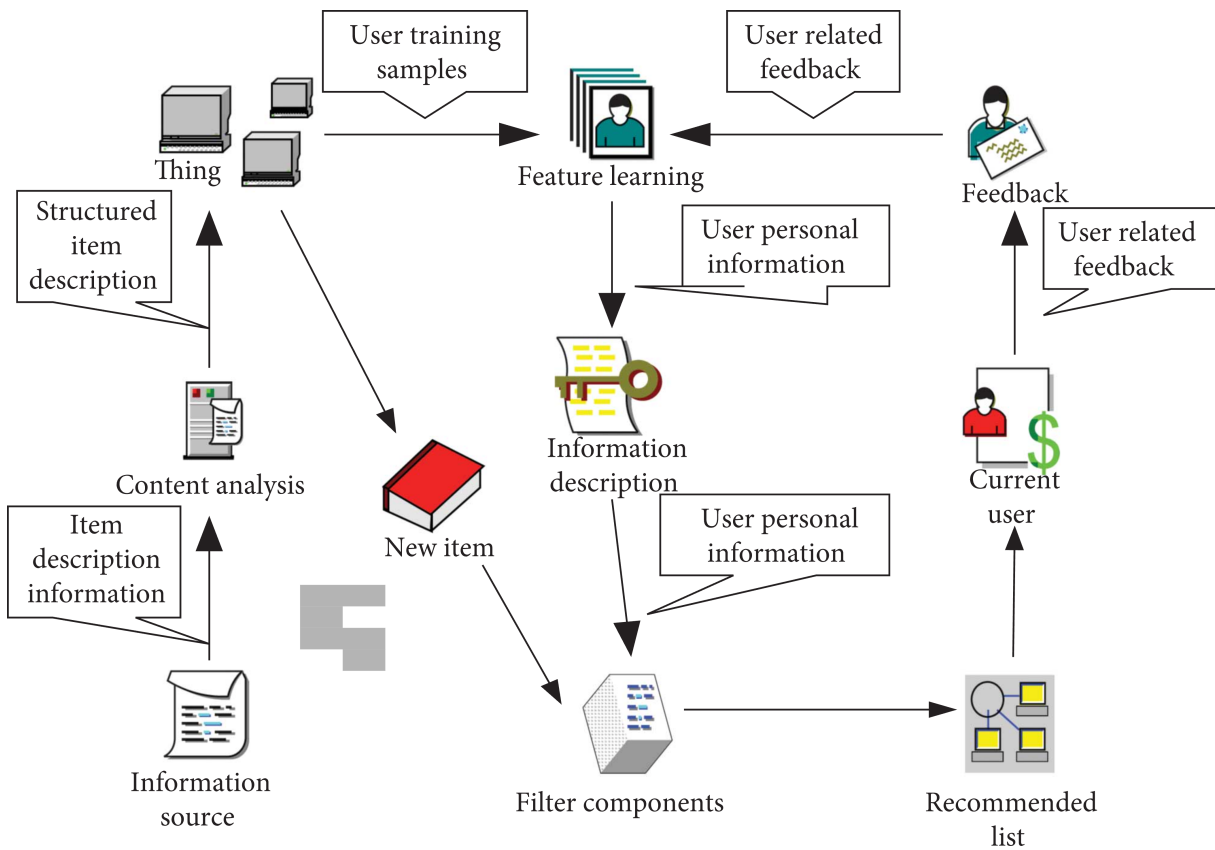 User training
samples
User related
feedback
Thing
Feature learning
Feedback
Structured
item
description
User personal
information
User related
feedback
Content analysis
Information
description
Current
user
Item
description
information
New item
User personal
information
Information
source
Filter components
Recommended
list